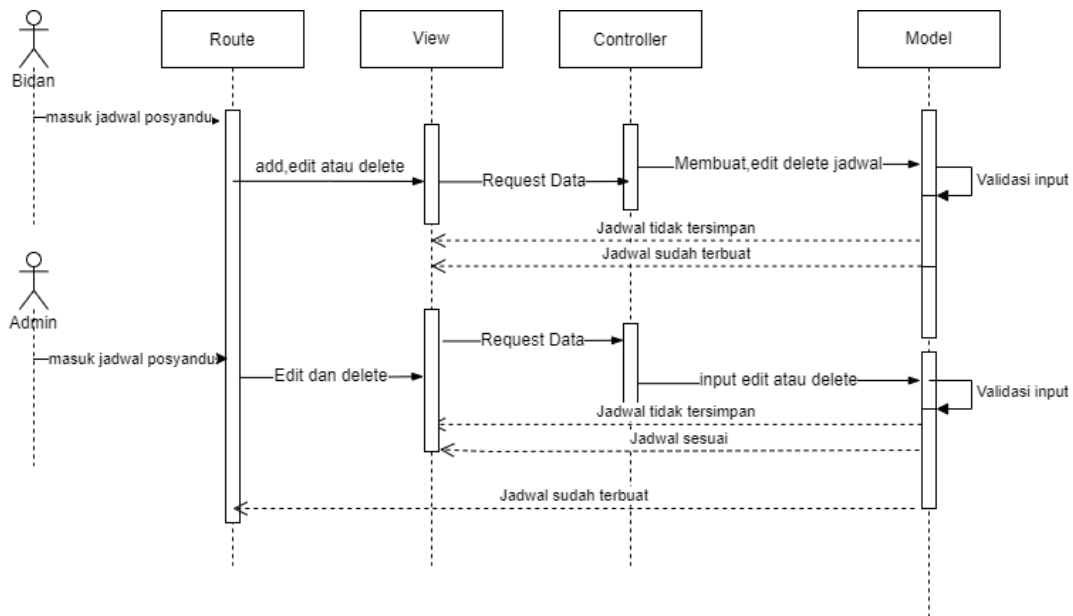 Route
View
Controller
Model
Bidan
masuk jadwal posyandu
add,edit atau delete
Request Data
Membuat,edit delete jadwal
Validasi input
Jadwal tidak tersimpan
Jadwal sudah terbuat
Admin
masuk jadwal posyandu
Request Data
Edit dan delete
input edit atau delete
Validasi input
Jadwal tidak tersimpan
Jadwal sesuai
Jadwal sudah terbuat